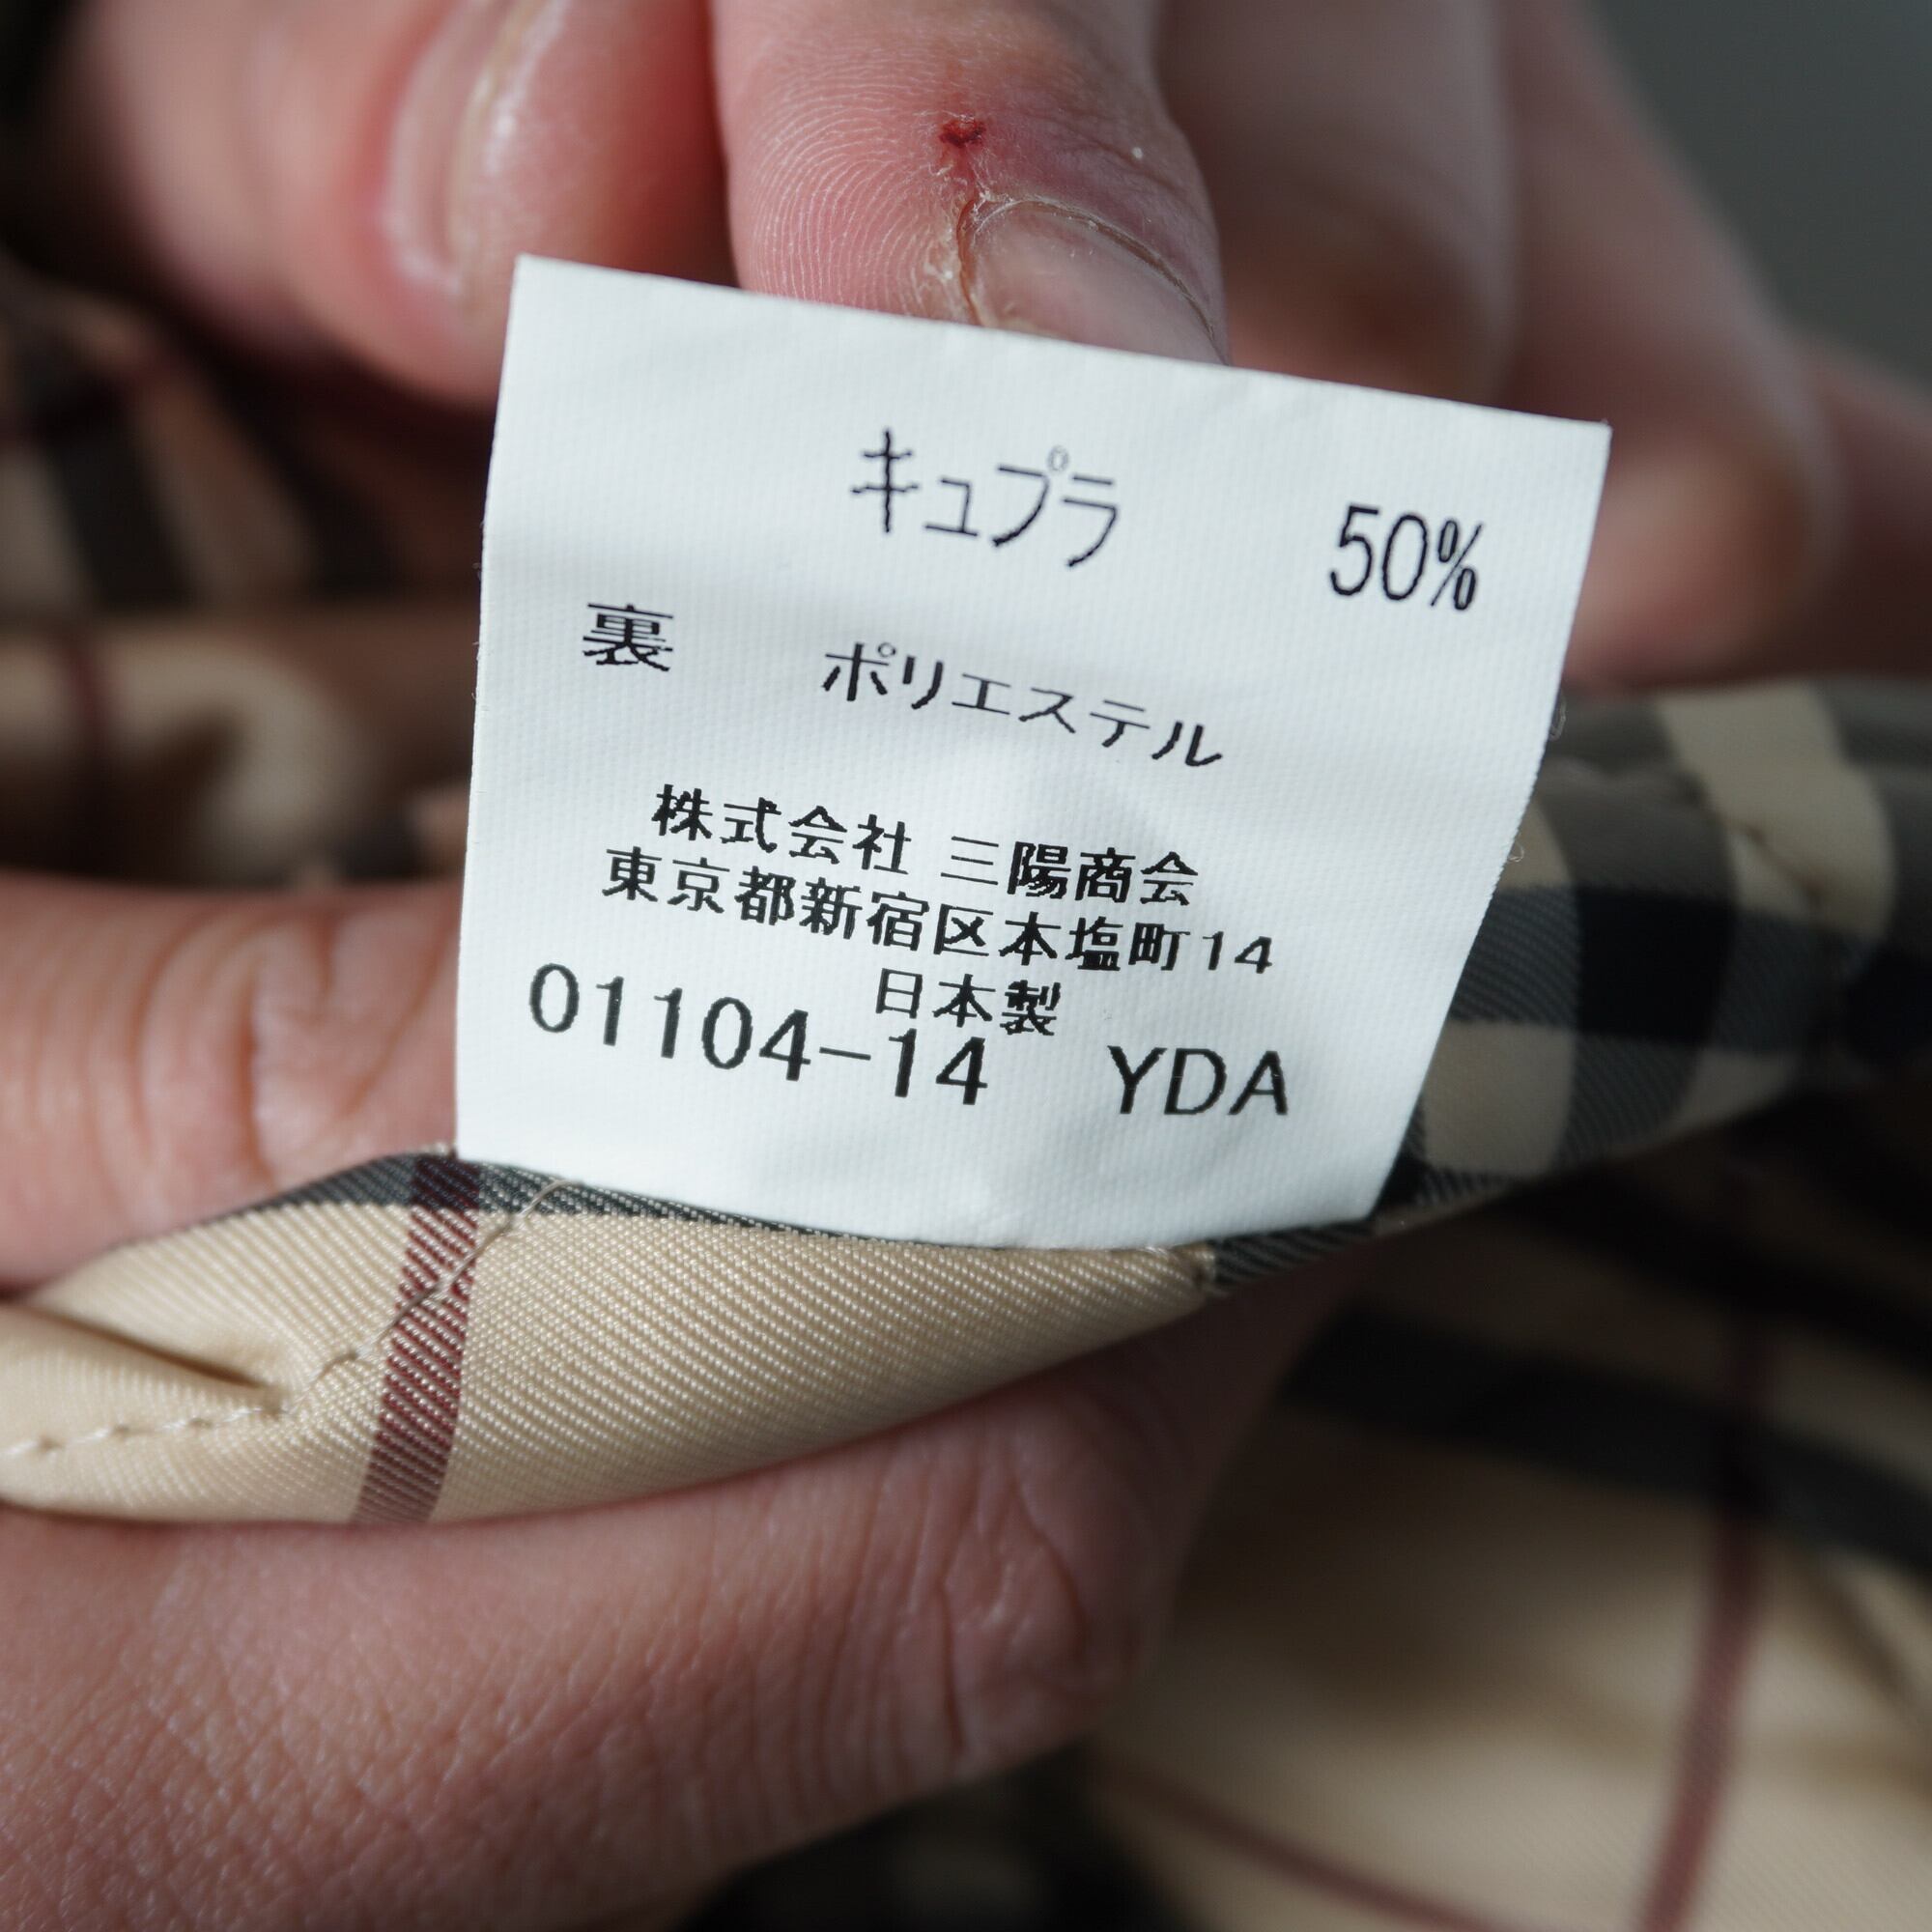 キュプラ 50%
裏 ポリエステル
株式会社 三陽商会
東京都新宿区本塩町14
日本製
01104-14 YDA